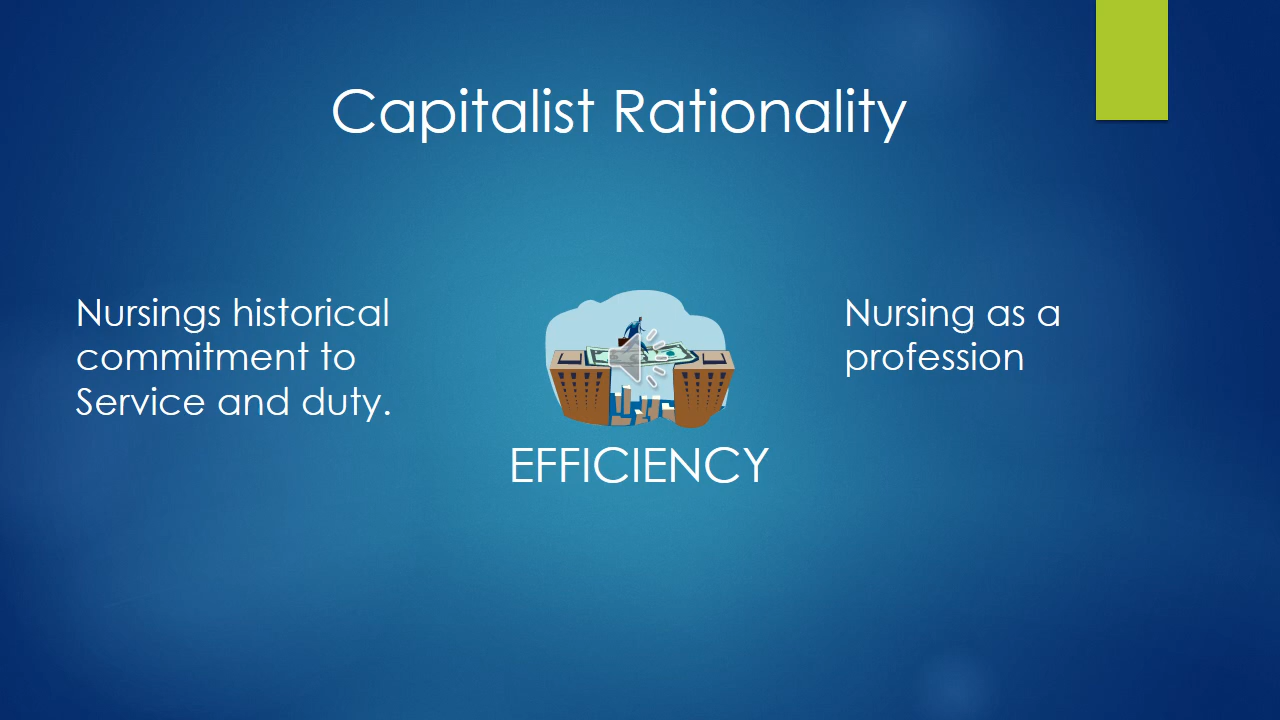 Capitalist Rationality
Nursings historical
commitment to
Service and duty.
EFFICIENCY
Nursing as a
profession